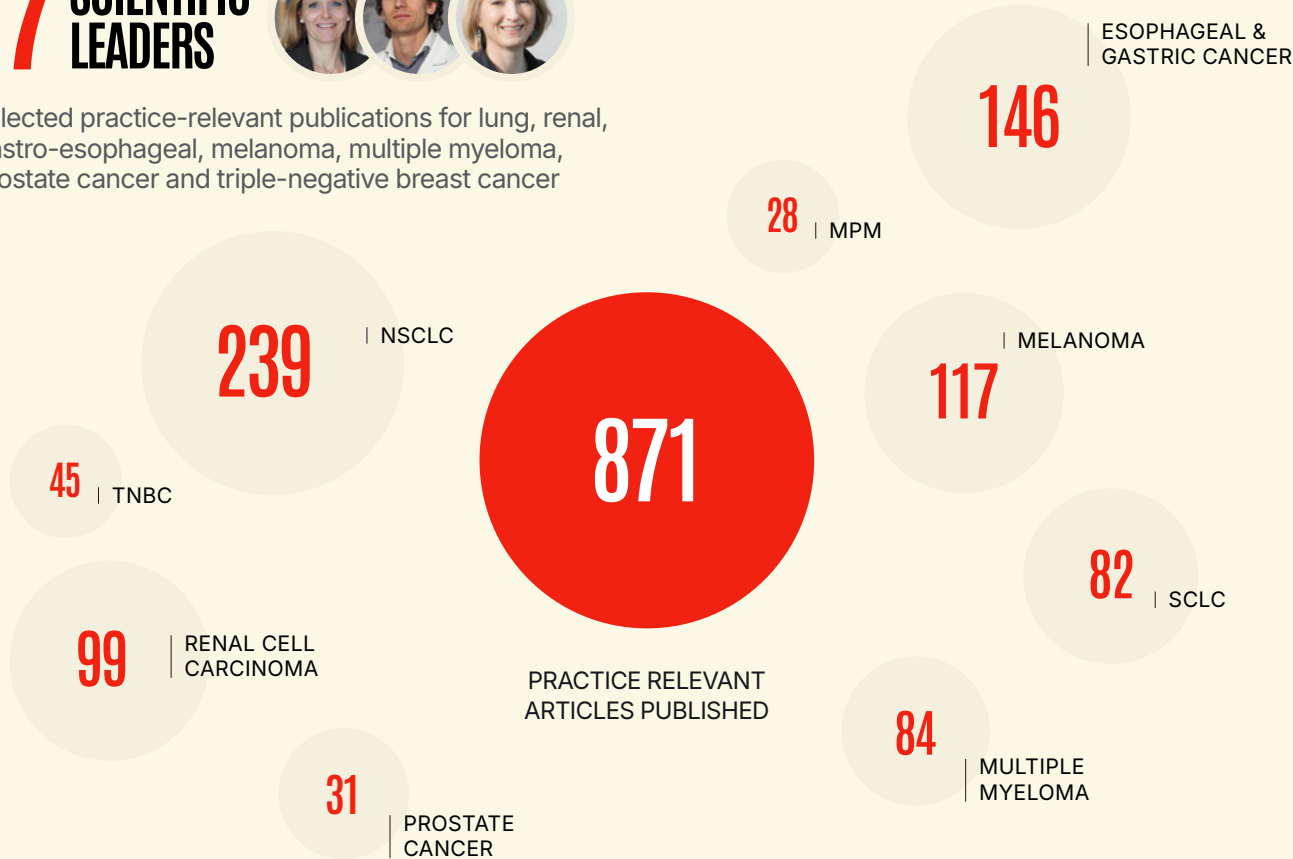 7
SCIENTIFIC
LEADERS
lected practice-relevant publications for lung, renal,
stro-esophageal, melanoma, multiple myeloma,
ostate cancer and triple-negative breast cancer
ESOPHAGEAL &
GASTRIC CANCER
146
28
MPM
239
NSCLC
MELANOMA
117
871
PRACTICE RELEVANT
ARTICLES PUBLISHED
45
TNBC
82
SCLC
99
RENAL CELL
CARCINOMA
84
MULTIPLE
MYELOMA
31
PROSTATE
CANCER